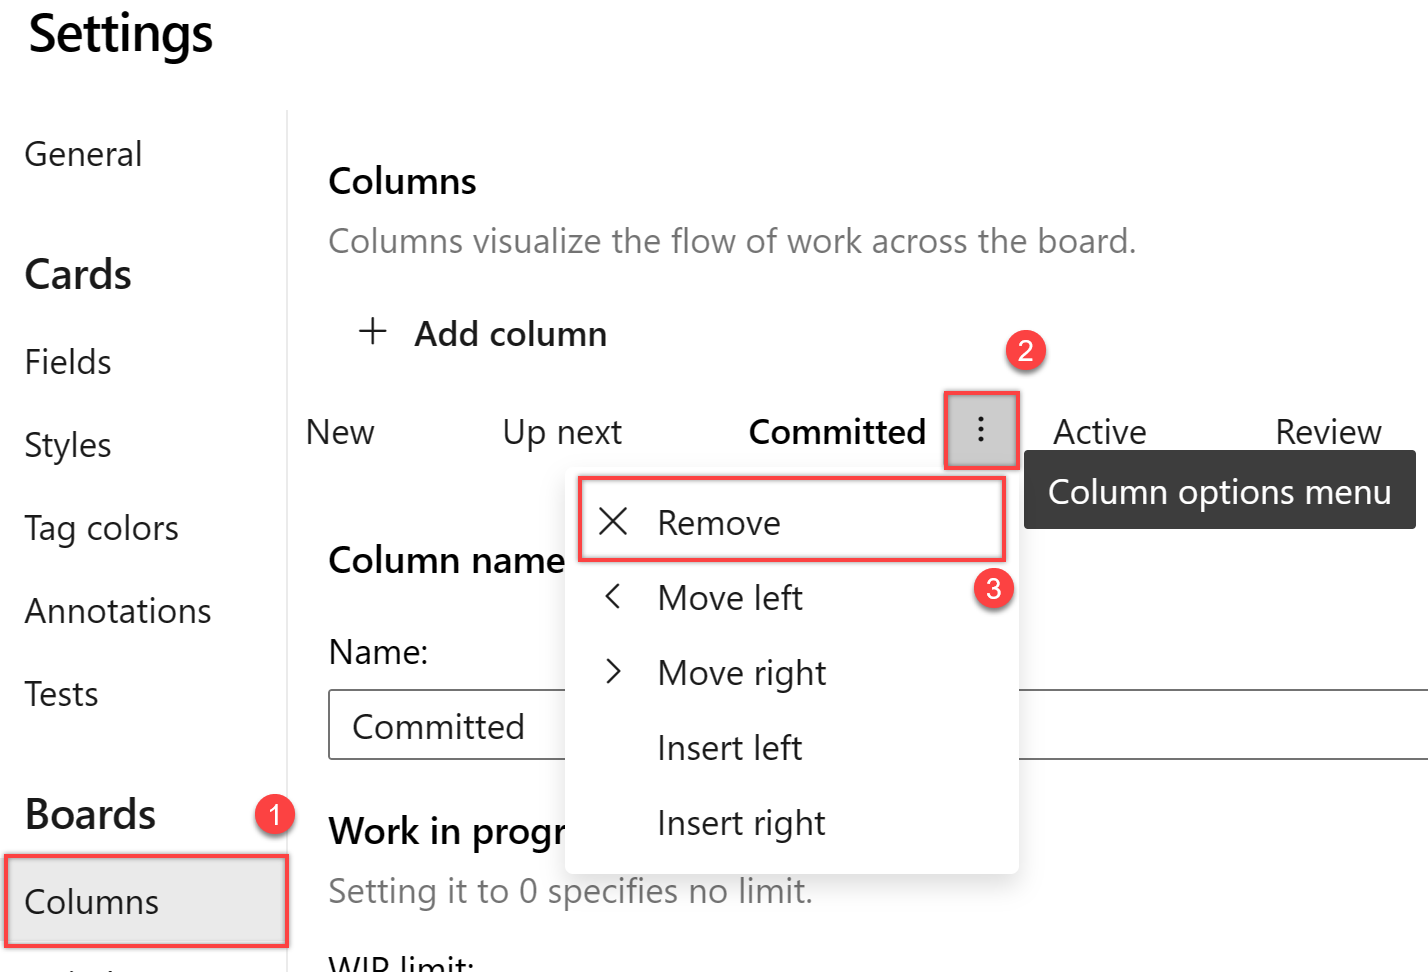 Settings
General
Cards
Fields
Styles
Tag colors
Annotations
Tests
Boards
1
Columns
Columns
Columns visualize the flow of work across the board.
Add column
2
New Up next Committed Active Review
Column options menu
Remove
3
Move left
Move right
Insert left
Insert right
Column name
Name:
Committed
Work in progr
Setting it to 0 specifies no limit.
WIP limit: